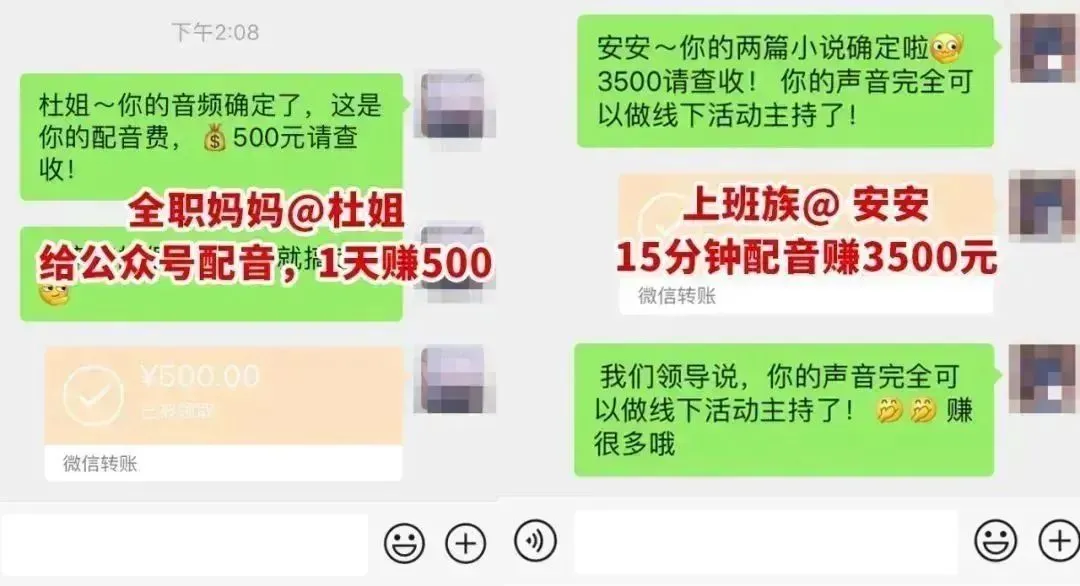 下午2:08
杜姐～你的音频确定了，这是
你的配音费，💰500元请查
收！
全职妈妈@杜姐
给公众号配音，1天赚500
就搞
¥500.00
已被领取
微信转账
安安～你的两篇小说确定啦
3500请查收！ 你的声音完全可
以做线下活动主持了！
上班族@ 安安
15分钟配音赚3500元
微信转账
我们领导说，你的声音完全可
以做线下活动主持了！🤭🤭 赚
很多哦